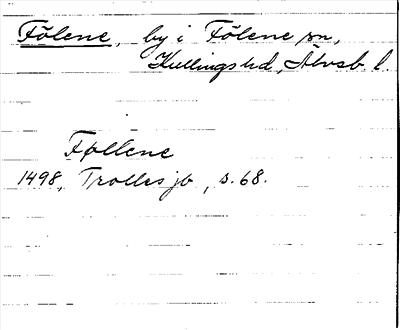 Fölene, by i Fölene sn,
Kullings hd, Älvsb. l.
Føllene
1498, Trolles jb, s. 68.